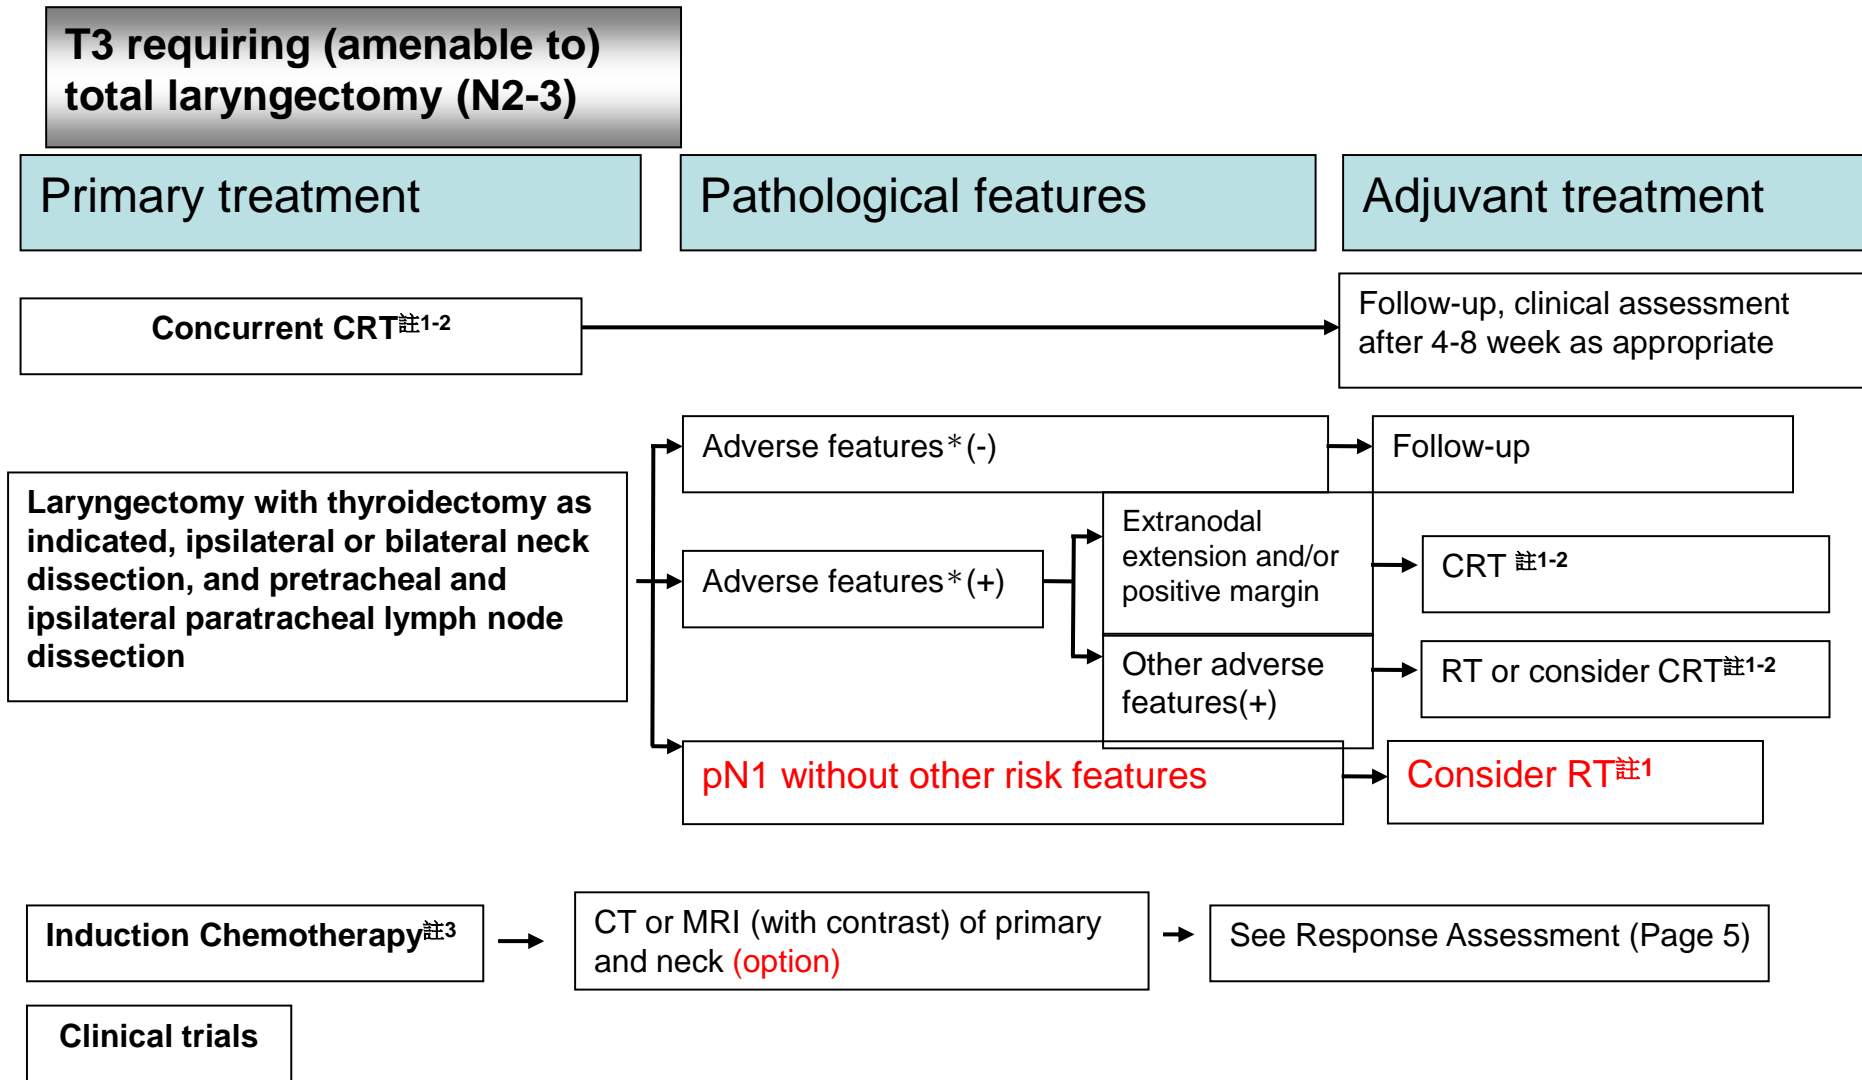 T3 requiring (amenable to)
total laryngectomy (N2-3)
Primary treatment
Pathological features
Adjuvant treatment
Concurrent CRT註1-2
Follow-up, clinical assessment
after 4-8 week as appropriate
Laryngectomy with thyroidectomy as
indicated, ipsilateral or bilateral neck
dissection, and pretracheal and
ipsilateral paratracheal lymph node
dissection
Adverse features*(-)
Follow-up
Adverse features*(+)
Extranodal
extension and/or
positive margin
CRT 註1-2
Other adverse
features(+)
RT or consider CRT註1-2
pN1 without other risk features
Consider RT註1
Induction Chemotherapy註3
CT or MRI (with contrast) of primary
and neck (option)
See Response Assessment (Page 5)
Clinical trials